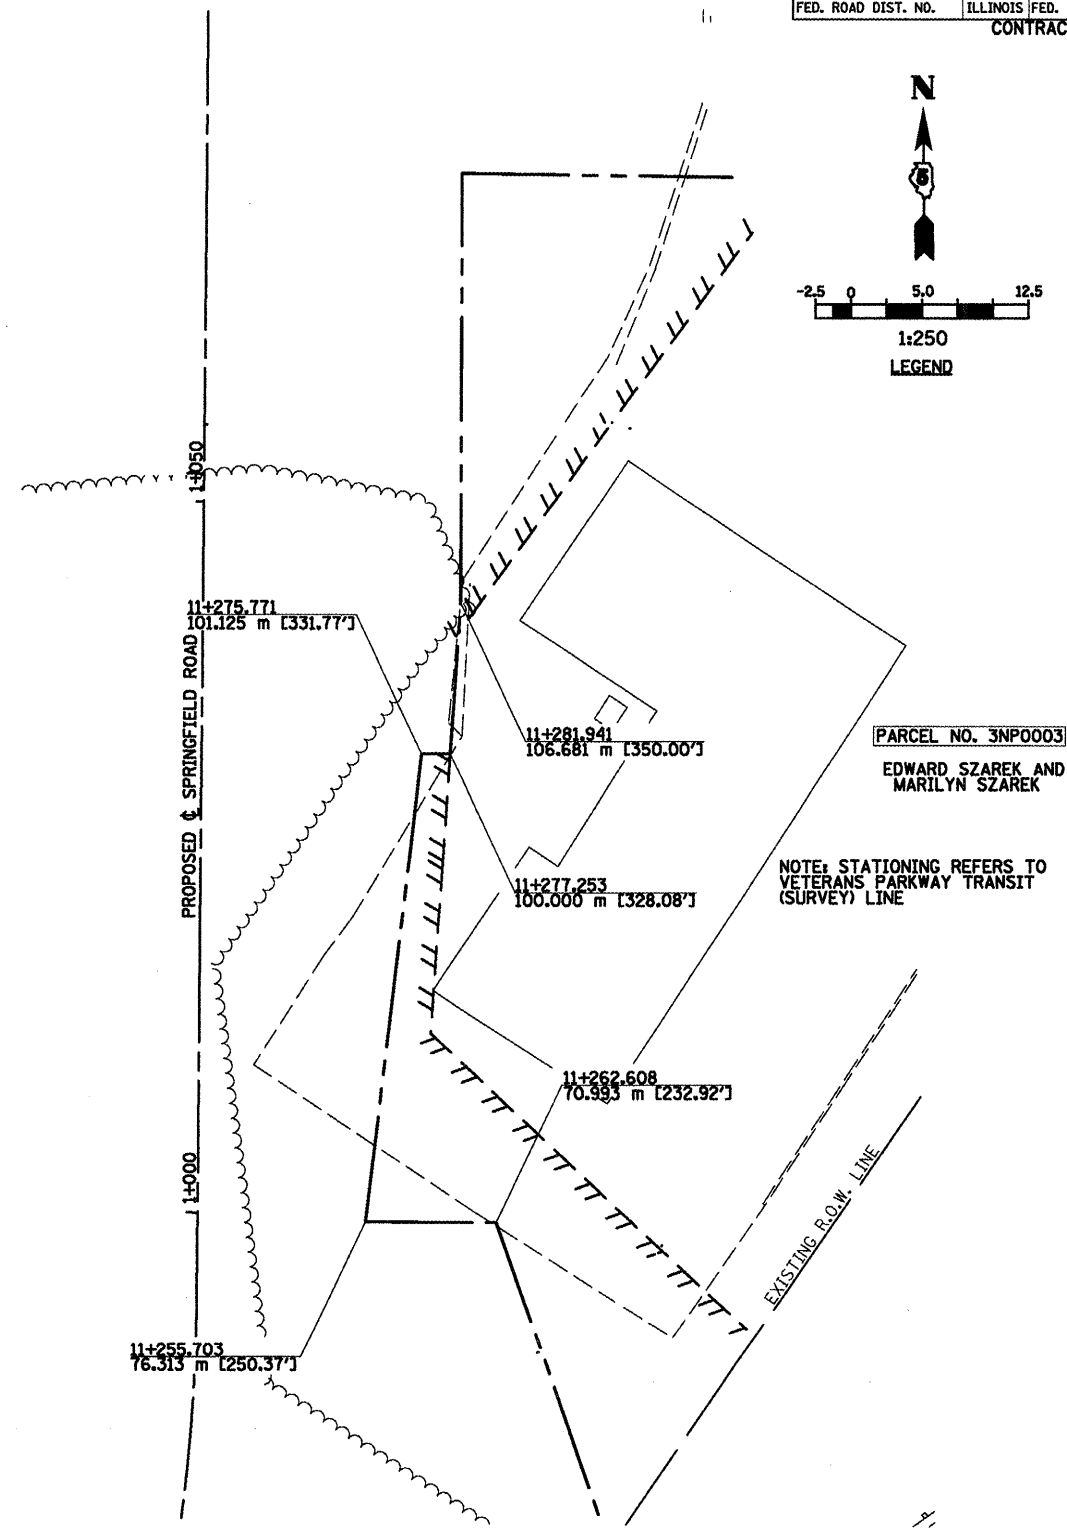 FED. ROAD DIST. NO. ILLINOIS FED.
CONTRAC
N
5
-2.5 0 5.0 12.5
1:250
LEGEND
1+050
11+275.771
101.125 m [331.77']
PROPOSED ℄ SPRINGFIELD ROAD
11+281.941
106.681 m [350.00']
PARCEL NO. 3NP0003
EDWARD SZAREK AND
MARILYN SZAREK
NOTE: STATIONING REFERS TO
VETERANS PARKWAY TRANSIT
(SURVEY) LINE
11+277.253
100.000 m [328.08']
11+262.608
70.993 m [232.92']
1+000
EXISTING R.O.W. LINE
11+255.703
76.313 m [250.37']